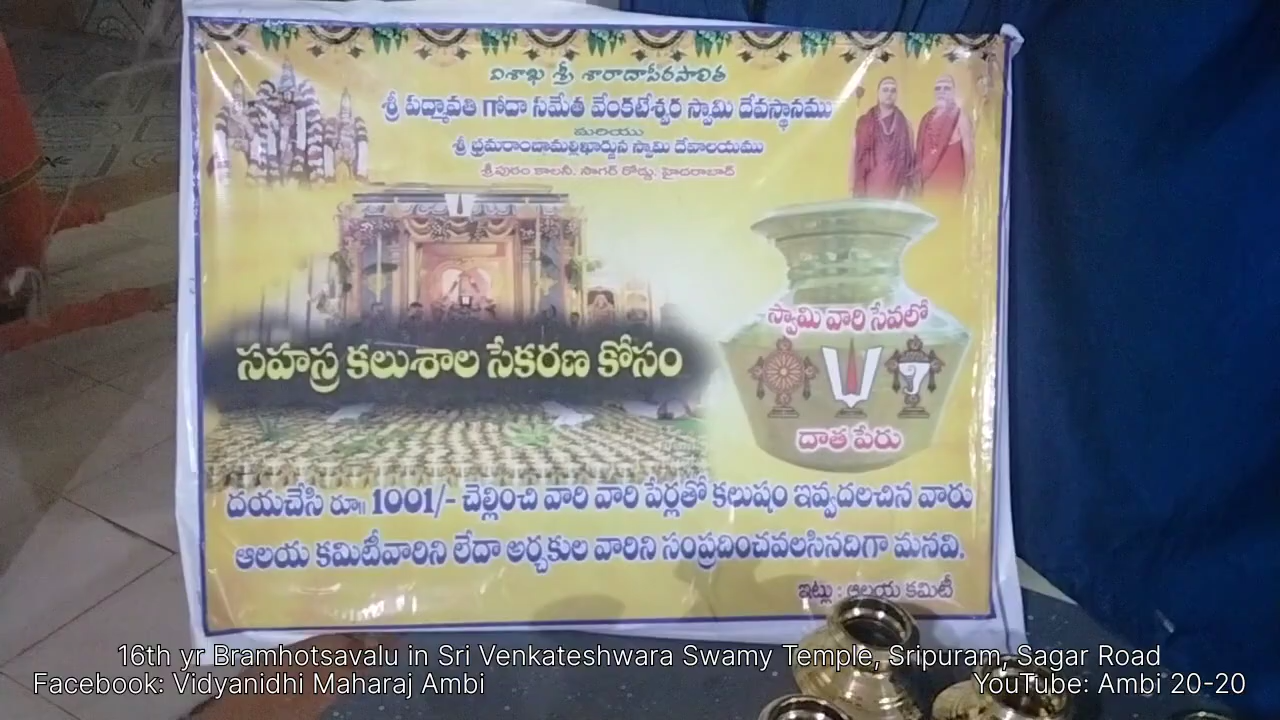 విశాఖ శ్రీ శారదాపీఠపాలిత
శ్రీ పద్మావతి గోదా సమేత వేంకటేశ్వర స్వామి దేవస్థానము
మరియు
శ్రీ భ్రమరాంబామల్లిఖార్జున స్వామి దేవాలయము
శ్రీపురం కాలనీ, సాగర్ రోడ్డు, హైదరాబాద్
స్వామి వారి సేవలో
సహస్ర కలుశాల సేకరణ కోసం
దాత పేరు
దయచేసి రూ॥ 1001/- చెల్లించి వారి వారి పేర్లతో కలుషం ఇవ్వదలచిన వారు
ఆలయ కమిటీవారిని లేదా అర్చకుల వారిని సంప్రదించవలసినదిగా మనవి.
ఇట్లు : ఆలయ కమిటీ
16th yr Bramhotsavalu in Sri Venkateshwara Swamy Temple, Sripuram, Sagar Road
Facebook: Vidyanidhi Maharaj Ambi YouTube: Ambi 20-20